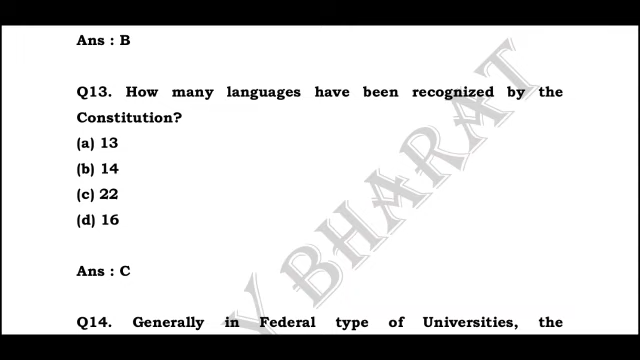 Ans : B
Q13. How many languages have been recognized by the
Constitution?
(a) 13
(b) 14
(c) 22
(d) 16
Ans : C
Q14. Generally in Federal type of Universities, the
Y BHARAT